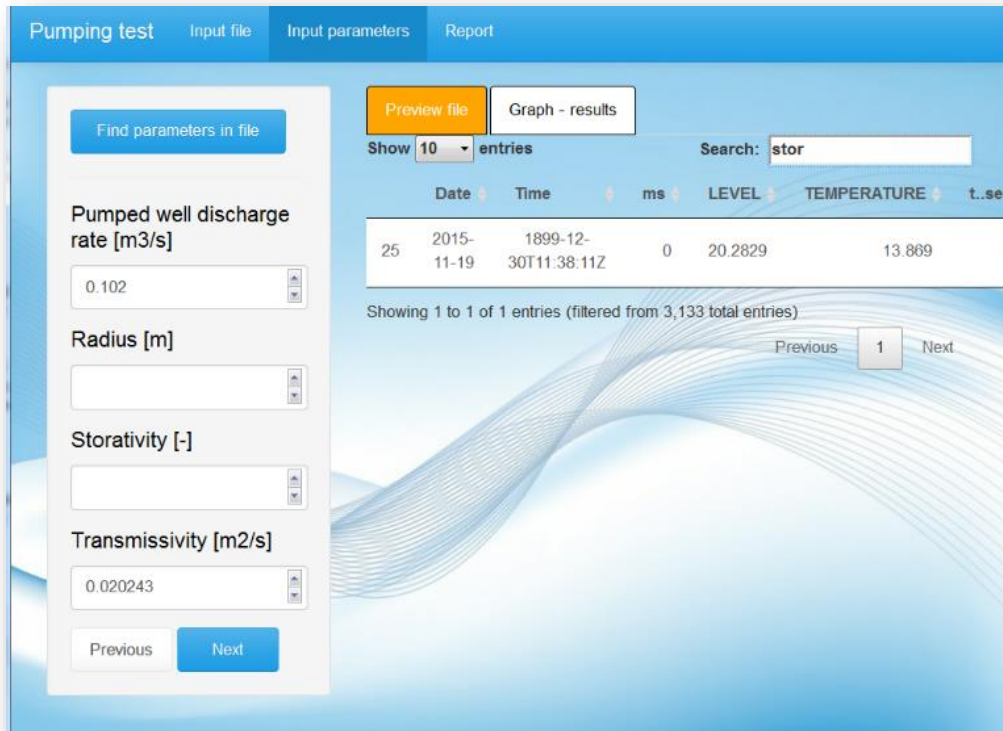 Pumping test Input file Input parameters Report
Find parameters in file
Pumped well discharge
rate [m3/s]
0.102
Radius [m]
Storativity [-]
Transmissivity [m2/s]
0.020243
Previous Next
Preview file Graph - results
Show 10 entries Search: stor
Date Time ms LEVEL TEMPERATURE t..se
25 2015-11-19 1899-12-30T11:38:11Z 0 20.2829 13.869
Showing 1 to 1 of 1 entries (filtered from 3,133 total entries)
Previous 1 Next